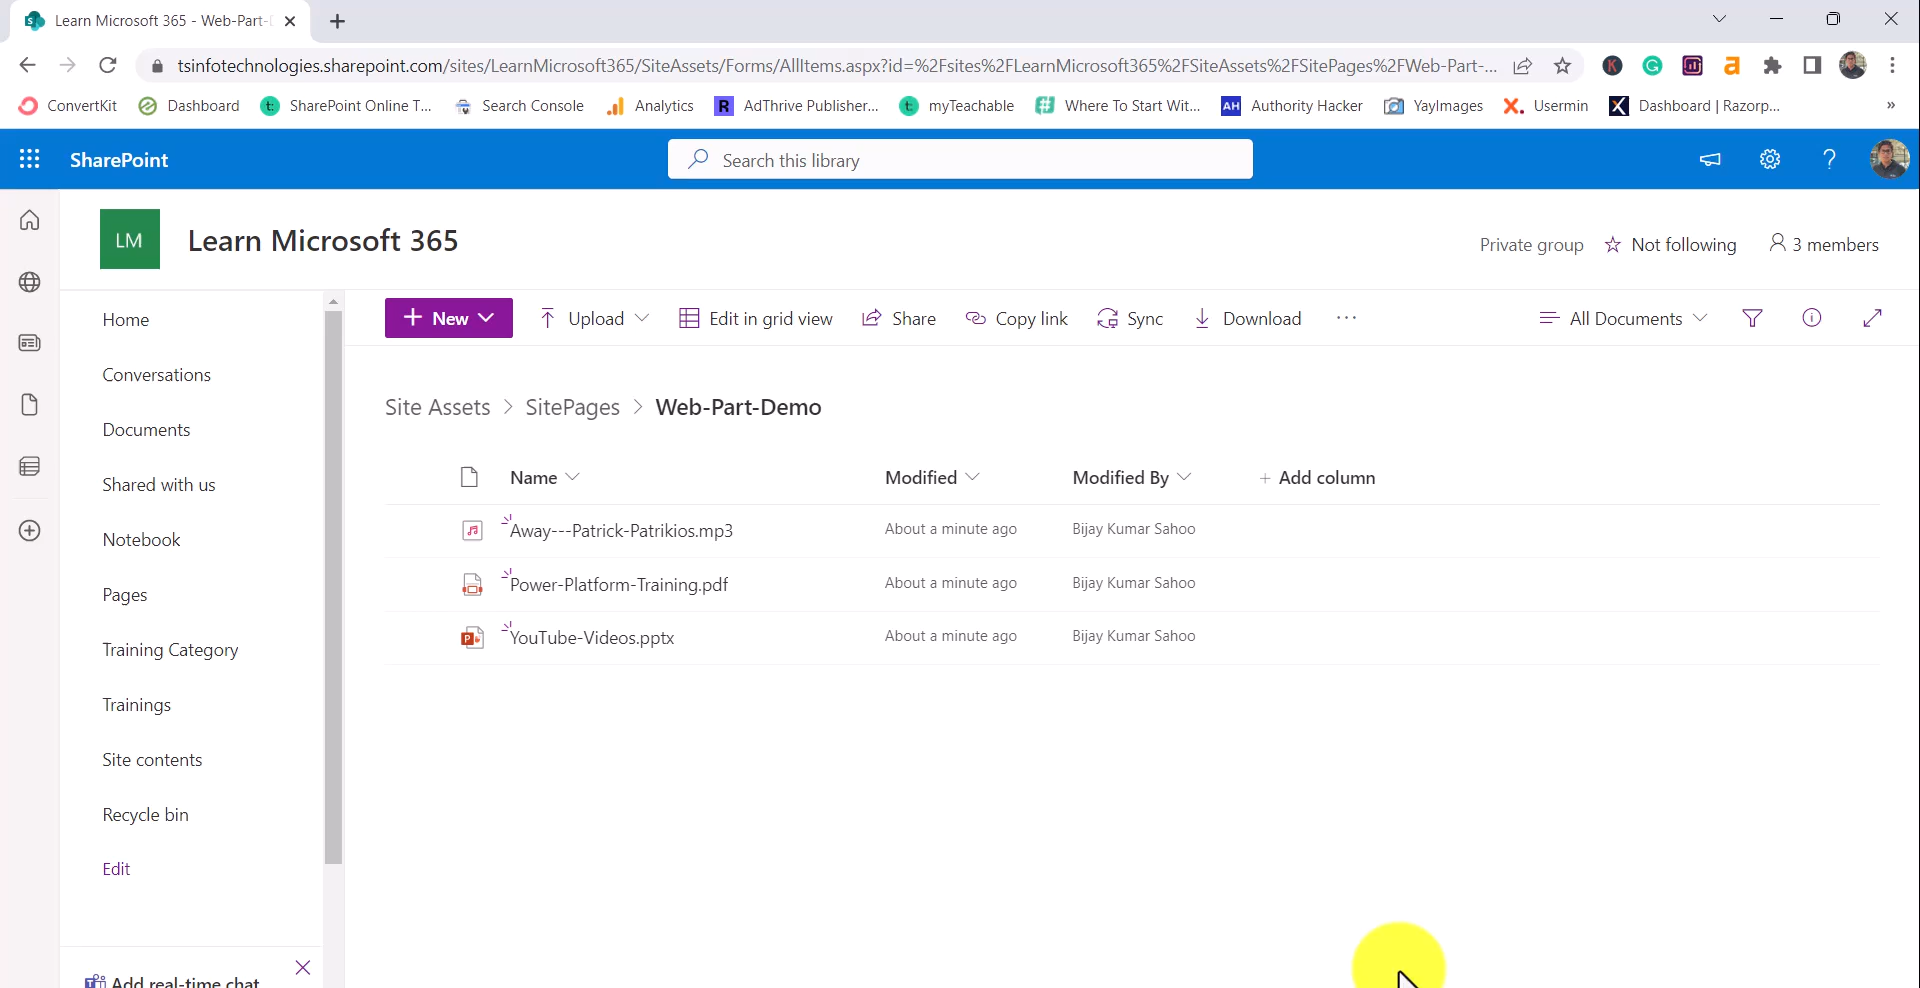 Learn Microsoft 365 - Web-Part-D
tsinfotechnologies.sharepoint.com/sites/LearnMicrosoft365/SiteAssets/Forms/AllItems.aspx?id=%2Fsites%2FLearnMicrosoft365%2FSiteAssets%2FSitePages%2FWeb-Part-...
ConvertKit Dashboard SharePoint Online T... Search Console Analytics R AdThrive Publisher... t: myTeachable Where To Start Wit... AH Authority Hacker YayImages Usermin Dashboard | Razorp... »
SharePoint Search this library ?
LM Learn Microsoft 365 Private group Not following 3 members
New Upload Edit in grid view Share Copy link Sync Download ... All Documents
Home
Conversations
Documents
Shared with us
Notebook
Pages
Training Category
Trainings
Site contents
Recycle bin
Edit
Add real-time chat
Site Assets > SitePages > Web-Part-Demo
Name Modified Modified By + Add column
Away---Patrick-Patrikios.mp3 About a minute ago Bijay Kumar Sahoo
Power-Platform-Training.pdf About a minute ago Bijay Kumar Sahoo
YouTube-Videos.pptx About a minute ago Bijay Kumar Sahoo